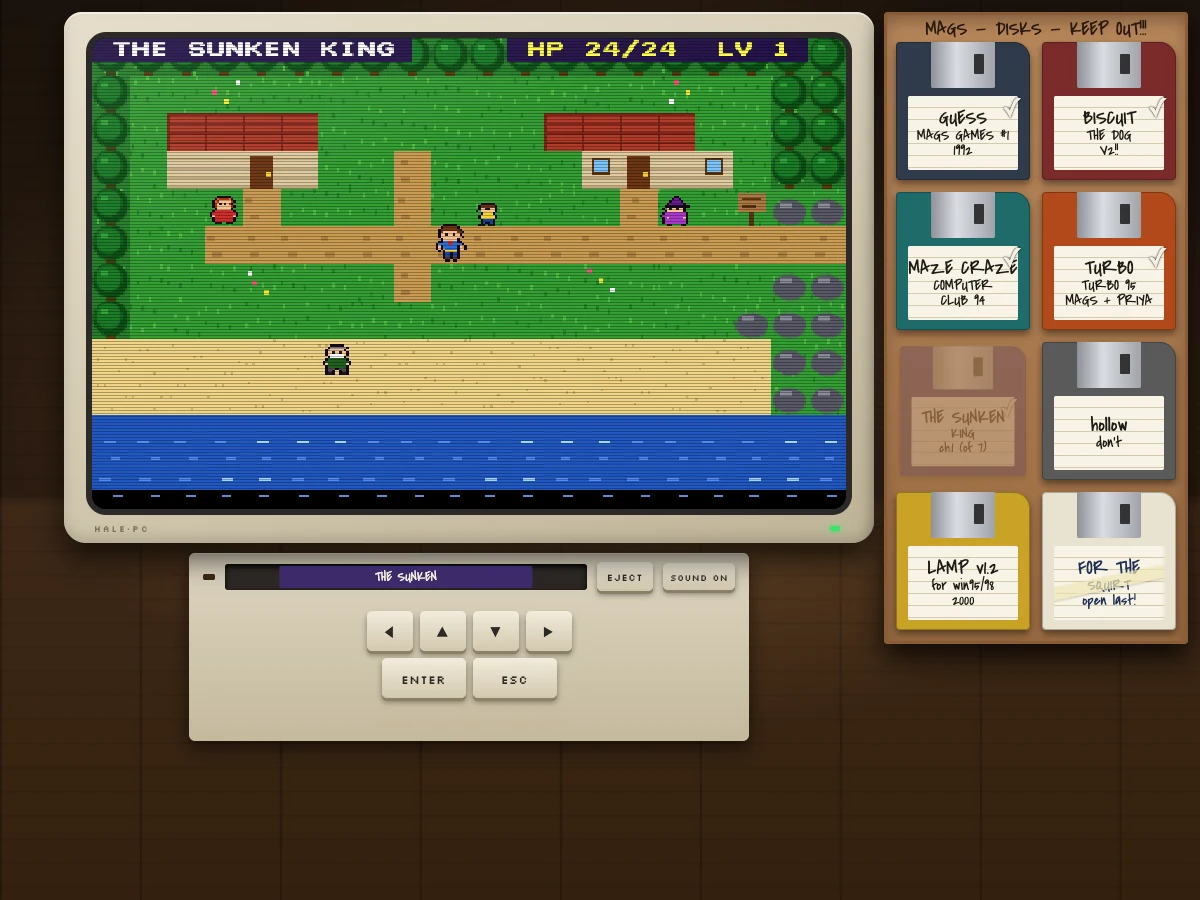 THE SUNKEN KING
HP 24/24 LV 1
HALE-PC
THE SUNKEN
EJECT
SOUND ON
ENTER
ESC
MAGS - DISKS - KEEP OUT!!!
GUESS
MAGS GAMES #1
1992
BISCUIT
THE DOG
V2!!
MAZE CRAZE
COMPUTER
CLUB 94
TURBO
TURBO 95
MAGS + PRIYA
THE SUNKEN
KING
ch1 (of 7)
hollow
don't
LAMP v1.2
for win95/98
2000
FOR THE
SQUIRT
open last!